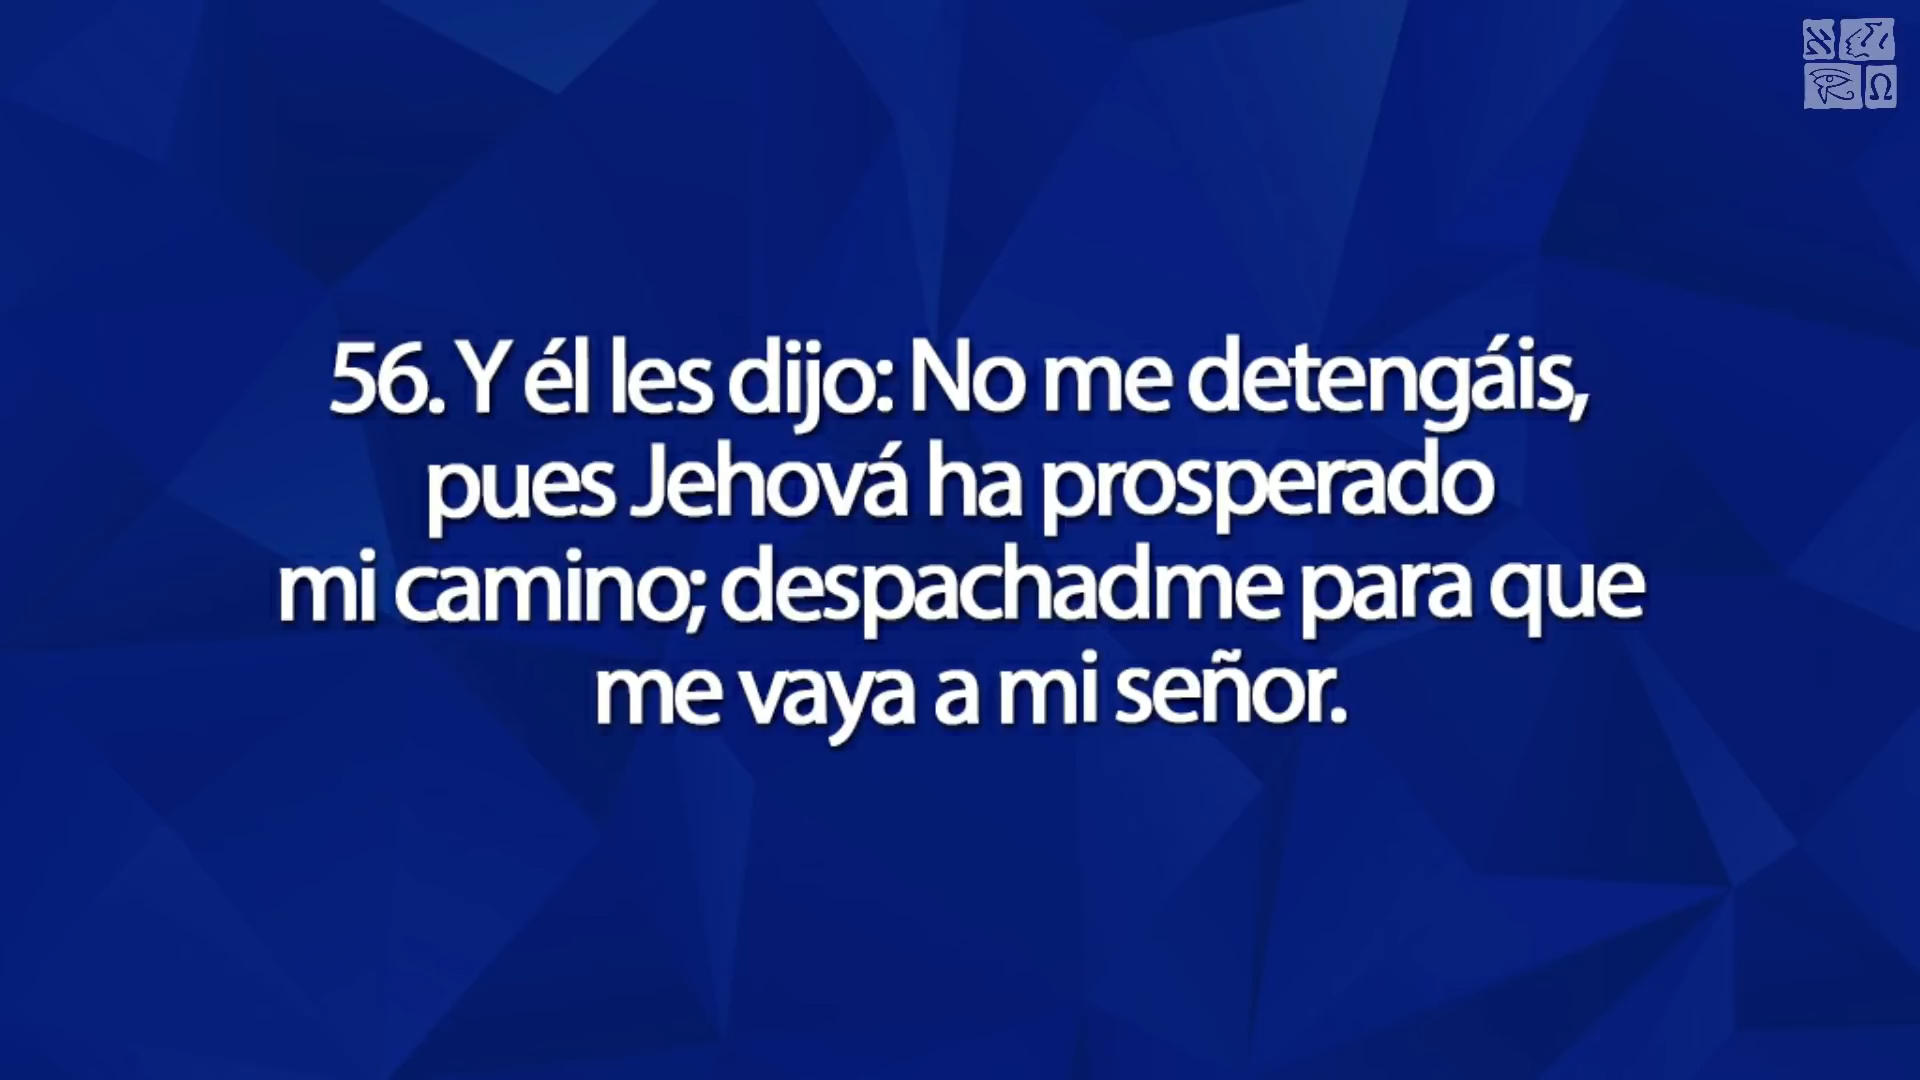 56. Y él les dijo: No me detengáis,
pues Jehová ha prosperado
mi camino; despachadme para que
me vaya a mi señor.